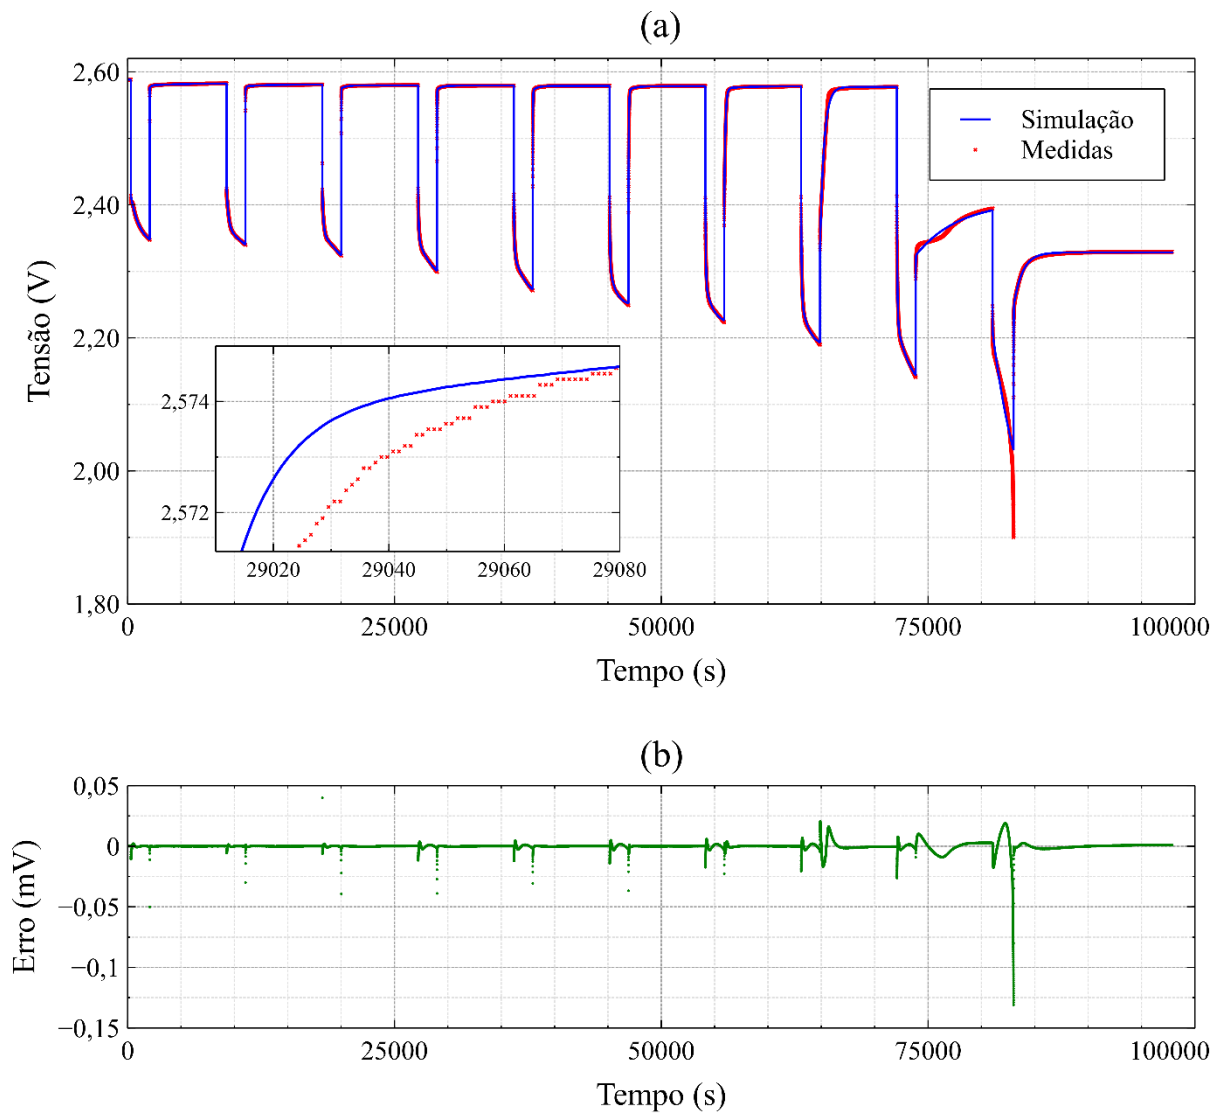 (a)
2,60
2,40
2,20
2,00
1,80
Tensão (V)
Simulação
Medidas
2,574
2,572
29020 29040 29060 29080
0 25000 50000 75000 100000
Tempo (s)
(b)
0,05
0
−0,05
−0,1
−0,15
Erro (mV)
0 25000 50000 75000 100000
Tempo (s)